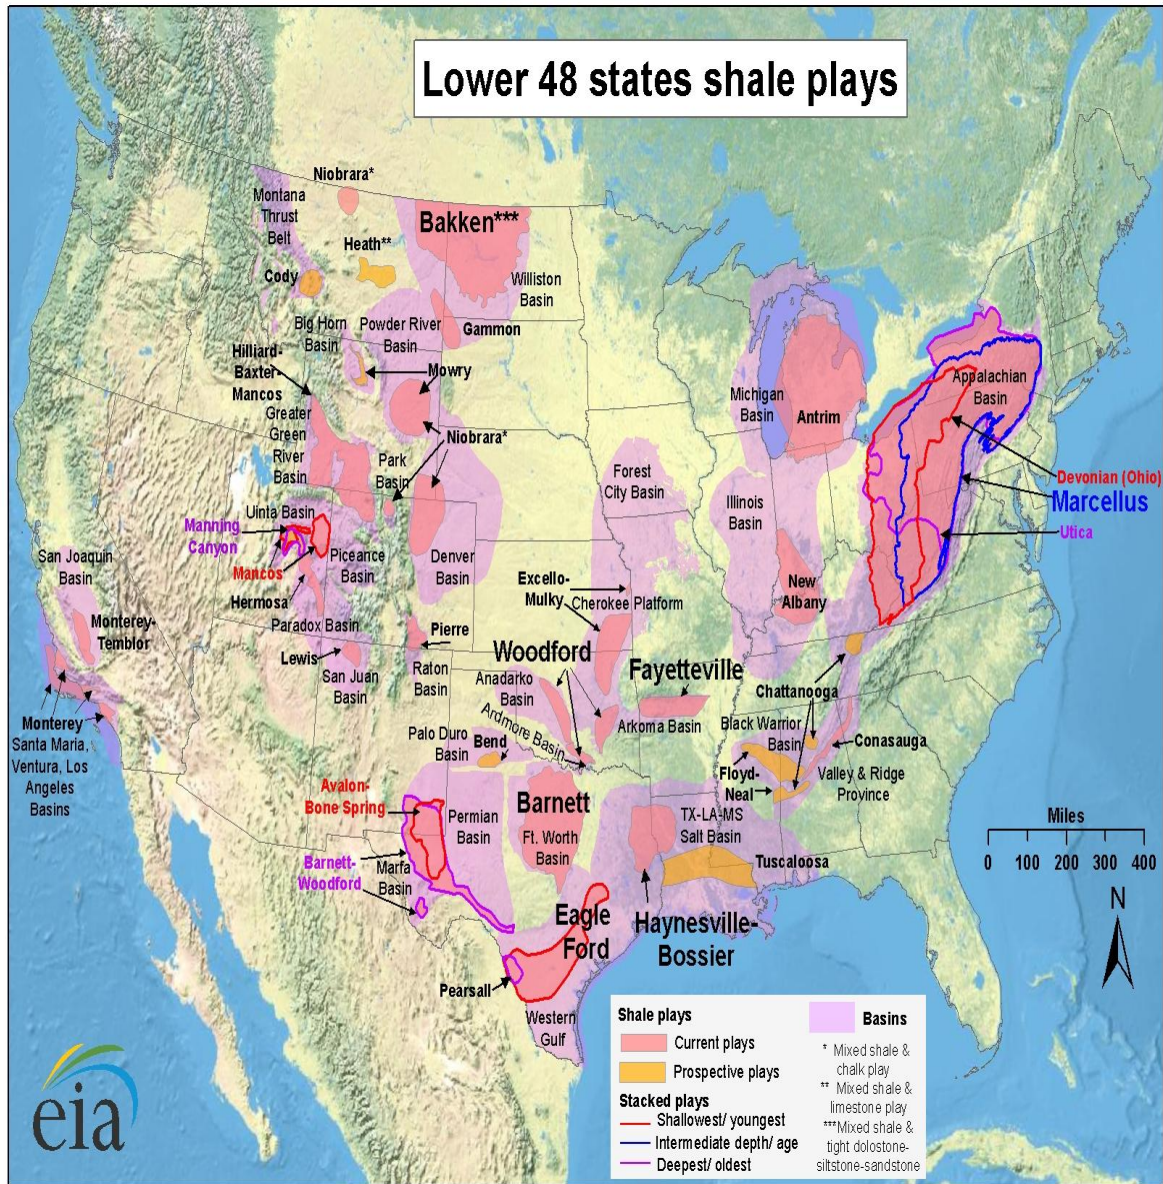 Lower 48 states shale plays
Niobrara*
Montana
Thrust
Belt
Bakken***
Heath**
Cody
Williston
Basin
Big Horn
Basin
Powder River
Basin
Gammon
Hilliard-
Baxter-
Mancos
Mowry
Greater
Green
River
Basin
Niobrara*
Park
Basin
Michigan
Basin
Antrim
Appalachian
Basin
Devonian (Ohio)
Marcellus
Utica
Forest
City Basin
Illinois
Basin
Uinta Basin
Manning
Canyon
Mancos
Piceance
Basin
Denver
Basin
San Joaquin
Basin
Hermosa
Paradox Basin
Excello-
Mulky
Cherokee Platform
New
Albany
Monterey-
Temblor
Pierre
Lewis
San Juan
Basin
Raton
Basin
Woodford
Anadarko
Basin
Fayetteville
Arkoma Basin
Chattanooga
Black Warrior
Basin
Conasauga
Monterey
Santa Maria,
Ventura, Los
Angeles
Basins
Palo Duro
Basin
Bend
Ardmore Basin
Floyd-
Neal
Valley & Ridge
Province
Avalon-
Bone Spring
Permian
Basin
Barnett
Ft. Worth
Basin
TX-LA-MS
Salt Basin
Tuscaloosa
Barnett-
Woodford
Marfa
Basin
Eagle
Ford
Haynesville-
Bossier
Pearsall
Western
Gulf
Miles
0 100 200 300 400
N
Shale plays
Current plays
Prospective plays
Stacked plays
Shallowest/ youngest
Intermediate depth/ age
Deepest/ oldest
Basins
* Mixed shale &
chalk play
** Mixed shale &
limestone play
***Mixed shale &
tight dolostone-
siltstone-sandstone
eia